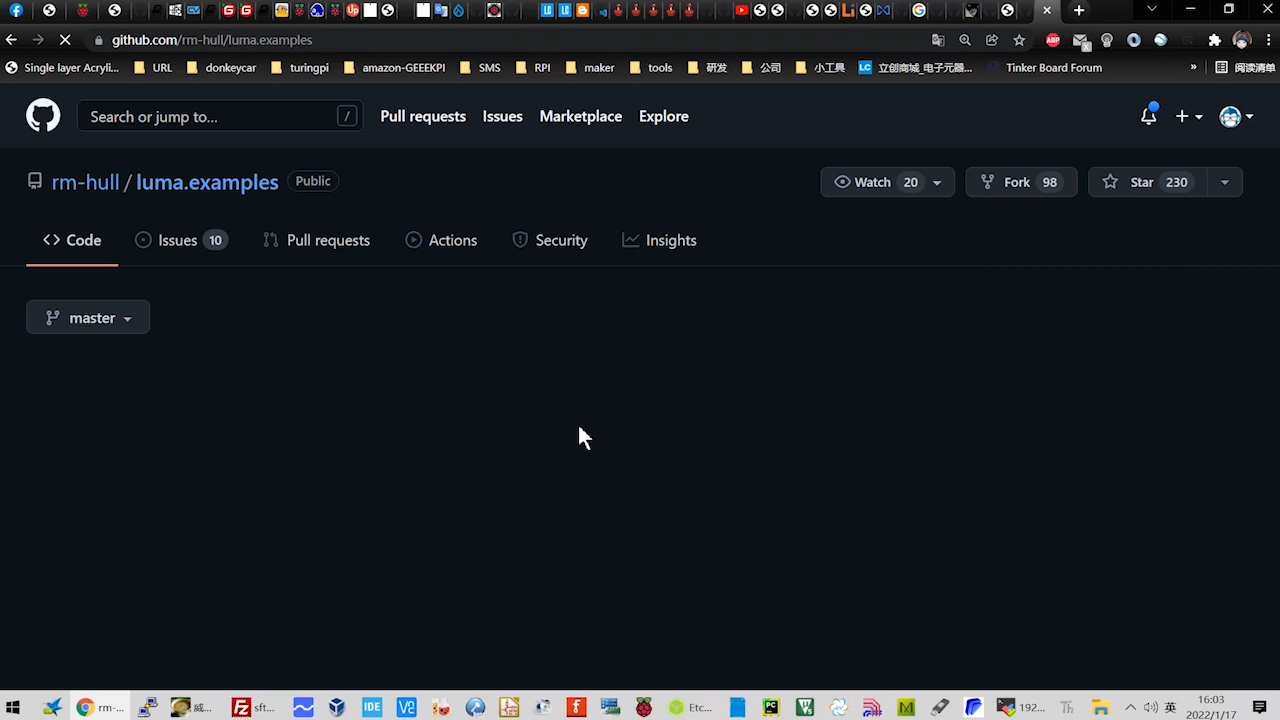 github.com/rm-hull/luma.examples
Single layer Acryli... URL donkeycar turingpi amazon-GEEEKPI SMS RPI maker tools 研发 公司 小工具 立创商城_电子元器... Tinker Board Forum » 阅读清单
Search or jump to... / Pull requests Issues Marketplace Explore
rm-hull / luma.examples Public Watch 20 Fork 98 Star 230
Code Issues 10 Pull requests Actions Security Insights
master
rm-... 威... sft... Etc... 192... 英
16:03
2022/1/17